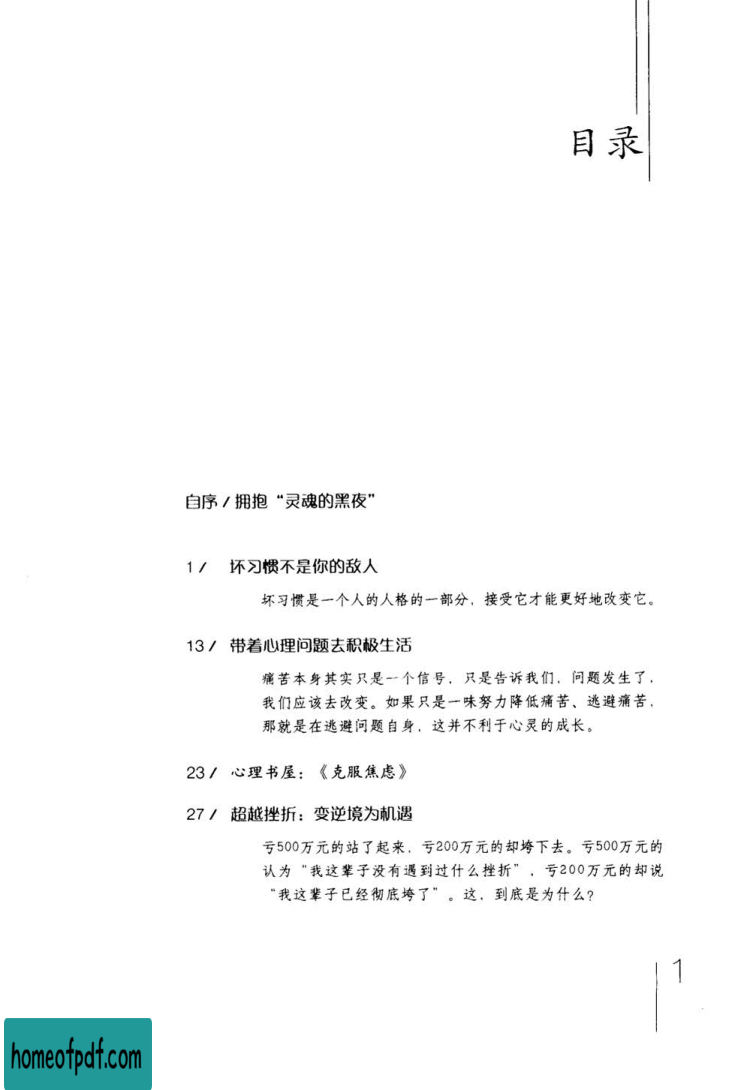 目录
自序/拥抱“灵魂的黑夜”
1/ 坏习惯不是你的敌人
坏习惯是一个人的人格的一部分,接受它才能更好地改变它。
13/ 带着心理问题去积极生活
痛苦本身其实只是一个信号,只是告诉我们,问题发生了,
我们应该去改变。如果只是一味努力降低痛苦、逃避痛苦,
那就是在逃避问题自身,这并不利于心灵的成长。
23/ 心理书屋:《克服焦虑》
27/ 超越挫折:变逆境为机遇
亏500万元的站了起来,亏200万元的却垮下去。亏500万元的
认为“我这辈子没有遇到过什么挫折”,亏200万元的却说
“我这辈子已经彻底垮了”。这,到底是为什么?
1
homeofpdf.com